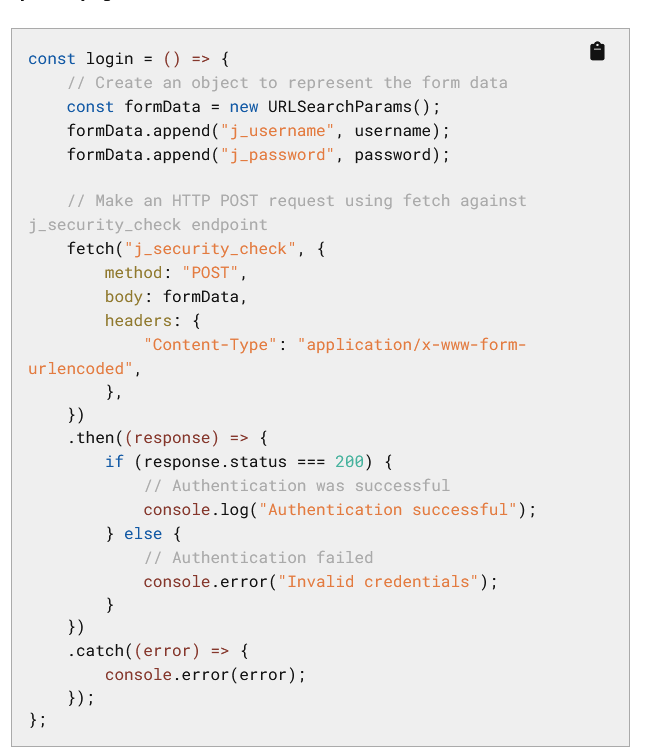 const login = () => {
    // Create an object to represent the form data
    const formData = new URLSearchParams();
    formData.append("j_username", username);
    formData.append("j_password", password);

    // Make an HTTP POST request using fetch against
j_security_check endpoint
    fetch("j_security_check", {
        method: "POST",
        body: formData,
        headers: {
            "Content-Type": "application/x-www-form-
urlencoded",
        },
    })
    .then((response) => {
        if (response.status === 200) {
            // Authentication was successful
            console.log("Authentication successful");
        } else {
            // Authentication failed
            console.error("Invalid credentials");
        }
    })
    .catch((error) => {
        console.error(error);
    });
};